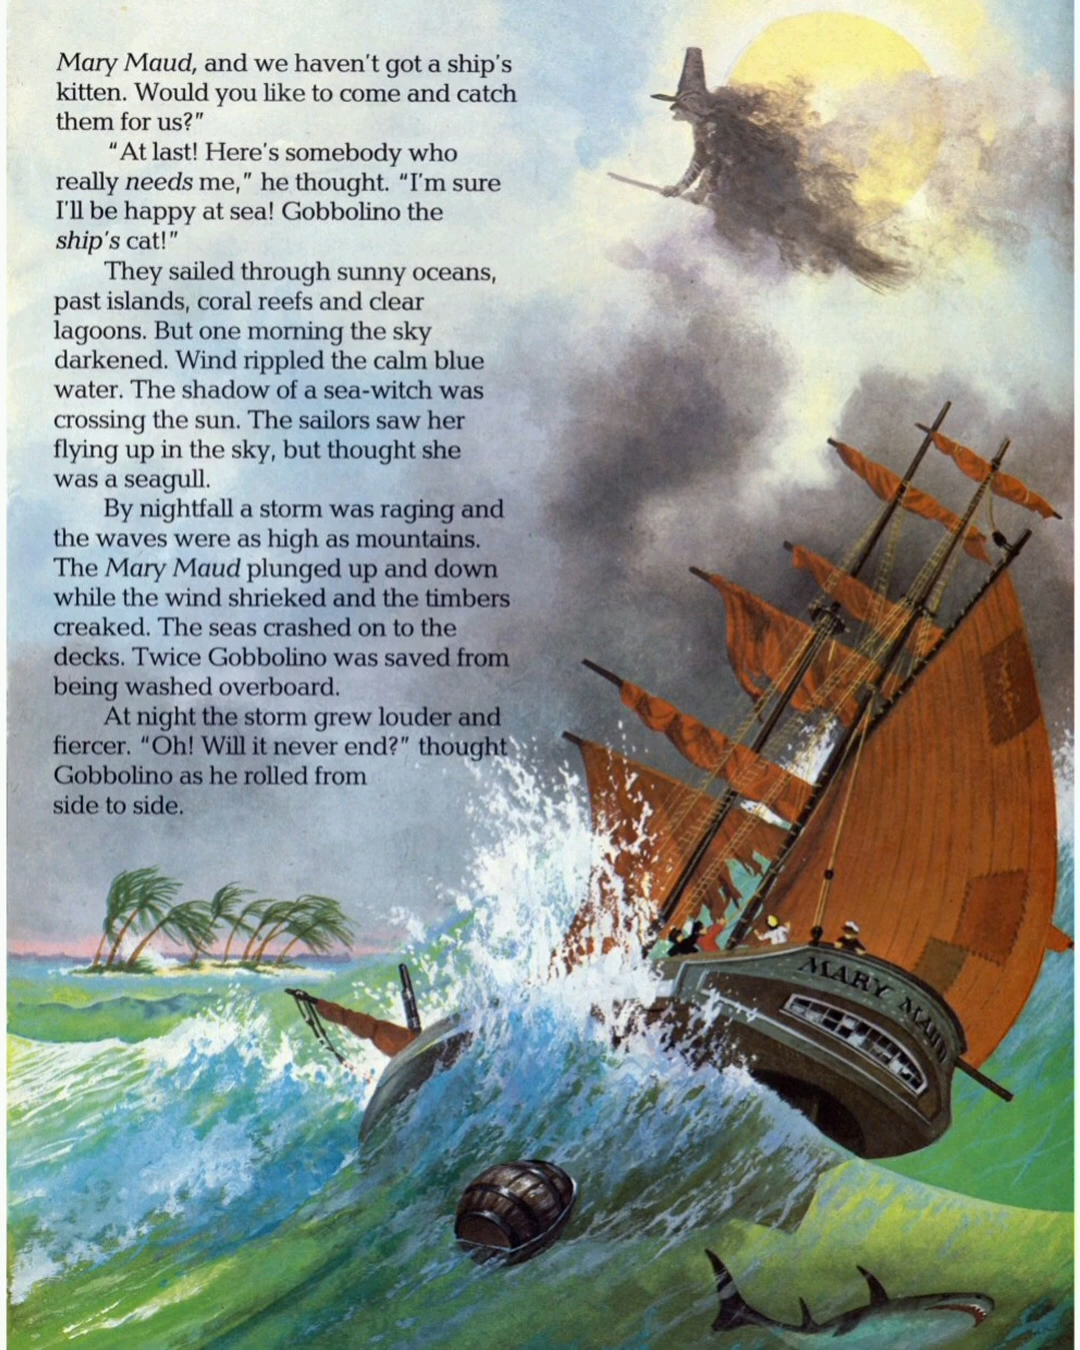 Mary Maud, and we haven't got a ship's
kitten. Would you like to come and catch
them for us?"
"At last! Here's somebody who
really needs me," he thought. "I'm sure
I'll be happy at sea! Gobbolino the
ship's cat!"
They sailed through sunny oceans,
past islands, coral reefs and clear
lagoons. But one morning the sky
darkened. Wind rippled the calm blue
water. The shadow of a sea-witch was
crossing the sun. The sailors saw her
flying up in the sky, but thought she
was a seagull.
By nightfall a storm was raging and
the waves were as high as mountains.
The Mary Maud plunged up and down
while the wind shrieked and the timbers
creaked. The seas crashed on to the
decks. Twice Gobbolino was saved from
being washed overboard.
At night the storm grew louder and
fiercer. "Oh! Will it never end?" thought
Gobbolino as he rolled from
side to side.
MARY MAUD